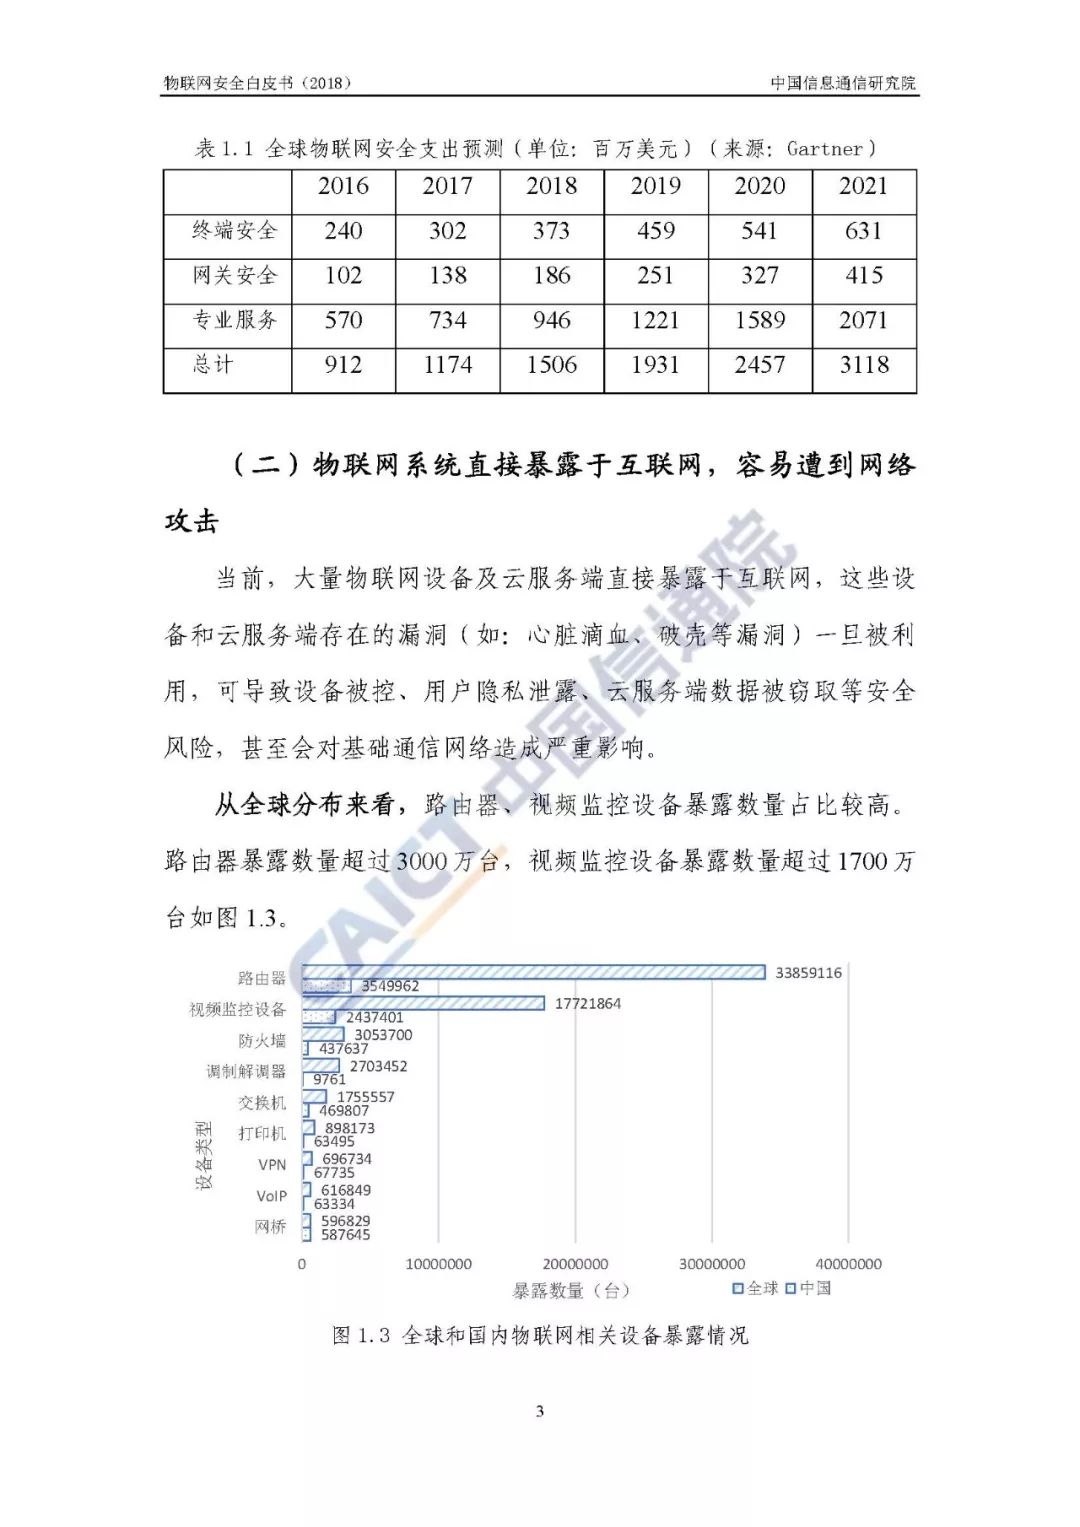 物联网安全白皮书（2018）	中国信息通信研究院
表 1.1 全球物联网安全支出预测（单位：百万美元）（来源：Gartner）
2016	2017	2018	2019	2020	2021
终端安全	240	302	373	459	541	631
网关安全	102	138	186	251	327	415
专业服务	570	734	946	1221	1589	2071
总计	912	1174	1506	1931	2457	3118
（二）物联网系统直接暴露于互联网，容易遭到网络
攻击
当前，大量物联网设备及云服务端直接暴露于互联网，这些设
备和云服务端存在的漏洞（如：心脏滴血、破壳等漏洞）一旦被利
用，可导致设备被控、用户隐私泄露、云服务端数据被窃取等安全
风险，甚至会对基础通信网络造成严重影响。
从全球分布来看，路由器、视频监控设备暴露数量占比较高。
路由器暴露数量超过3000万台，视频监控设备暴露数量超过1700万
台如图1.3。
CAICT 中国信通院
设备类型
路由器	33859116
3549962
视频监控设备	17721864
2437401
防火墙	3053700
437637
调制解调器	2703452
9761
交换机	1755557
469807
打印机	898173
63495
VPN	696734
67735
VoIP	616849
63334
网桥	596829
587645
0	10000000	20000000	30000000	40000000
暴露数量（台）	全球	中国
图 1.3 全球和国内物联网相关设备暴露情况
3